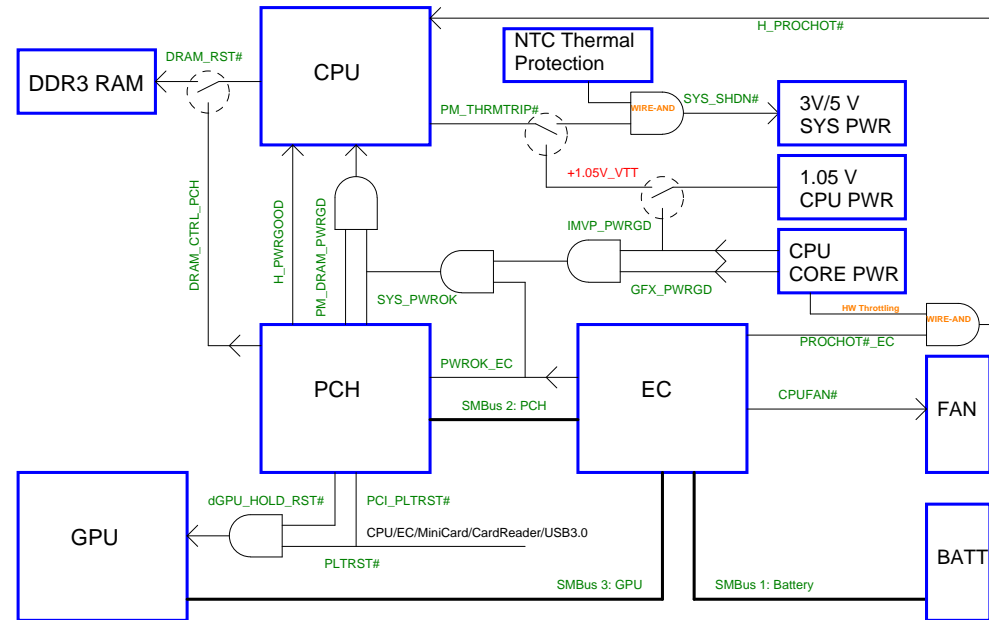 H_PROCHOT#
DRAM_RST#
CPU
NTC Thermal
Protection
DDR3 RAM
SYS_SHDN#
3V/5 V
SYS PWR
WIRE-AND
PM_THRMTRIP#
+1.05V_VTT
1.05 V
CPU PWR
DRAM_CTRL_PCH
H_PWRGOOD
PM_DRAM_PWRGD
IMVP_PWRGD
CPU
CORE PWR
GFX_PWRGD
SYS_PWROK
HW Throttling
WIRE-AND
PROCHOT#_EC
PWROK_EC
PCH
EC
CPUFAN#
FAN
SMBus 2: PCH
dGPU_HOLD_RST#
PCI_PLTRST#
GPU
CPU/EC/MiniCard/CardReader/USB3.0
PLTRST#
BATT
SMBus 3: GPU
SMBus 1: Battery